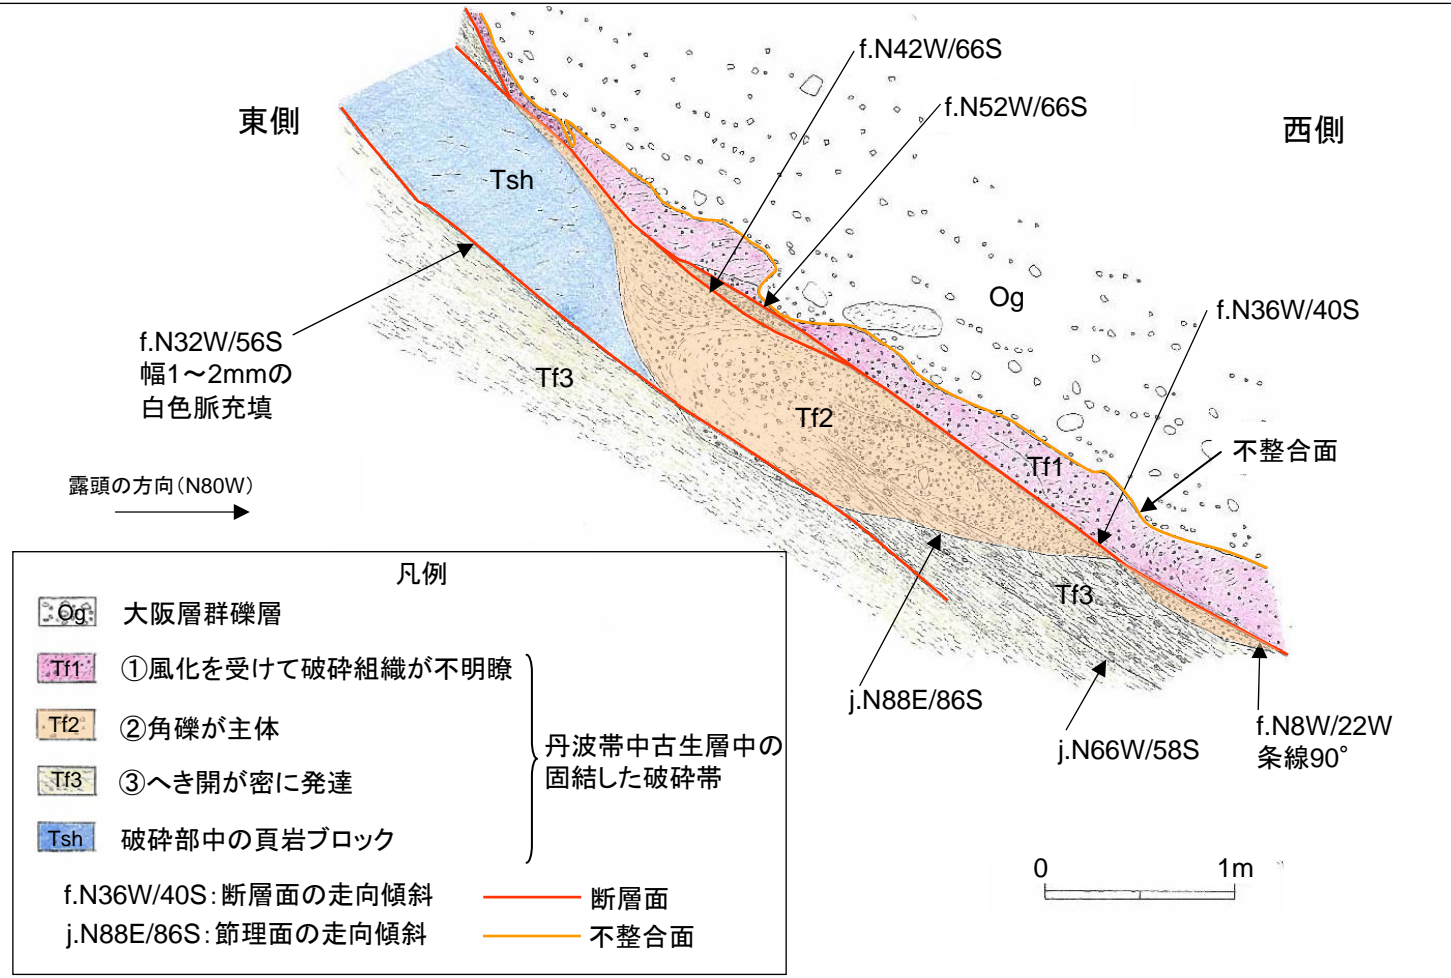 東側
西側
f.N42W/66S
f.N52W/66S
Tsh
Og
f.N36W/40S
f.N32W/56S
幅1～2mmの
白色脈充填
Tf3
Tf2
Tf1
不整合面
露頭の方向(N80W)
Tf3
j.N88E/86S
j.N66W/58S
f.N8W/22W
条線90°
凡例
Og 大阪層群礫層
Tf1 ①風化を受けて破砕組織が不明瞭
Tf2 ②角礫が主体
Tf3 ③へき開が密に発達
Tsh 破砕部中の頁岩ブロック
丹波帯中古生層中の
固結した破砕帯
f.N36W/40S:断層面の走向傾斜
断層面
j.N88E/86S:節理面の走向傾斜
不整合面
0 1m